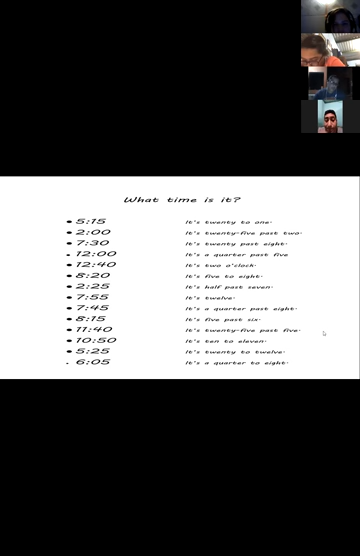 What time is it?
• 5:15 It's twenty to one.
• 2:00 It's twenty-five past two.
• 7:30 It's twenty past eight.
• 12:00 It's a quarter past five
• 12:40 It's two o'clock.
• 8:20 It's five to eight.
• 2:25 It's half past seven.
• 7:55 It's twelve.
• 7:45 It's a quarter past eight.
• 8:15 It's five past six.
• 11:40 It's twenty-five past five.
• 10:50 It's ten to eleven.
• 5:25 It's twenty to twelve.
• 6:05 It's a quarter to eight.